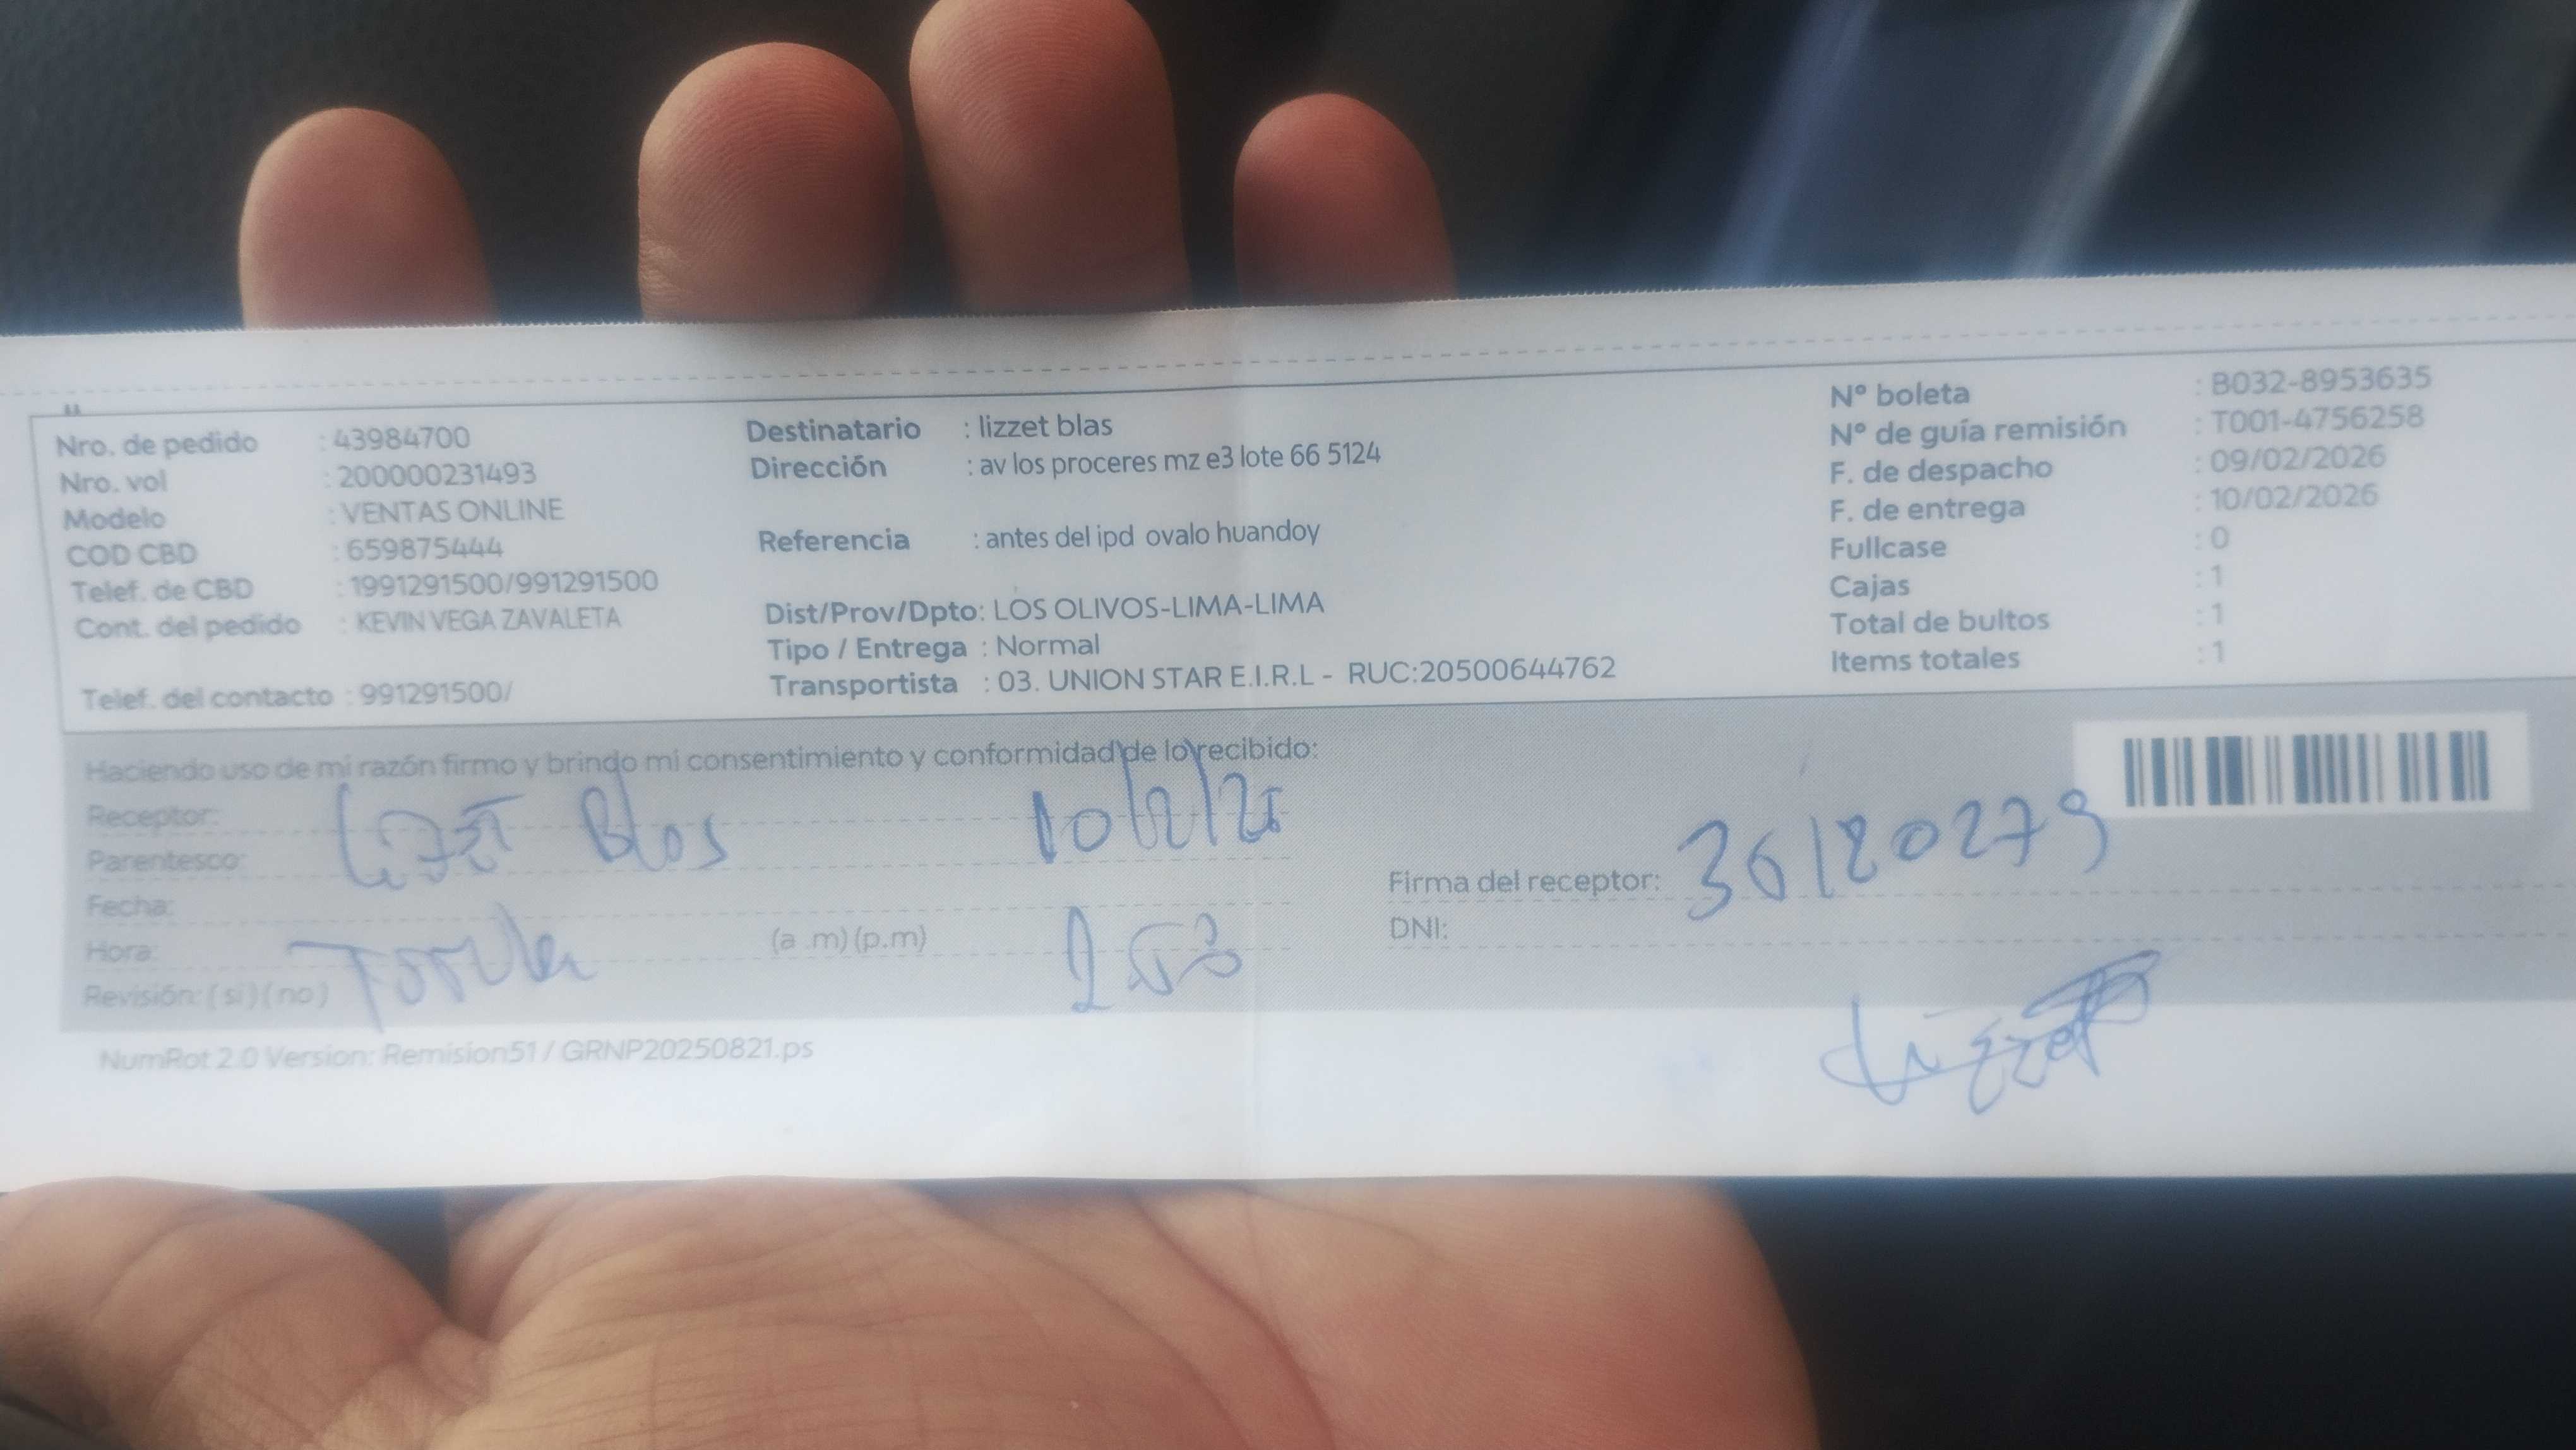 Nro. de pedido : 43984700
Nro. vol : 200000231493
Modelo : VENTAS ONLINE
COD CBD : 659875444
Telef. de CBD : 1991291500/991291500
Cont. del pedido : KEVIN VEGA ZAVALETA
Telef. del contacto : 991291500/
Destinatario : lizzet blas
Dirección : av los proceres mz e3 lote 66 5124
Referencia : antes del ipd ovalo huandoy
Dist/Prov/Dpto: LOS OLIVOS-LIMA-LIMA
Tipo / Entrega : Normal
Transportista : 03. UNION STAR E.I.R.L - RUC:20500644762
N° boleta : B032-8953635
N° de guía remisión : T001-4756258
F. de despacho : 09/02/2026
F. de entrega : 10/02/2026
Fullcase : 0
Cajas : 1
Total de bultos : 1
Items totales : 1
Haciendo uso de mi razón firmo y brindo mi consentimiento y conformidad de lo recibido:
Receptor:
Parentesco: Blas 10/2/26
Fecha:
Hora: (a .m) (p.m)
Revisión: ( si ) ( no )
Firma del receptor:
DNI:
Lizzet
NumRot 2.0 Version: Remision51 / GRNP20250821.ps